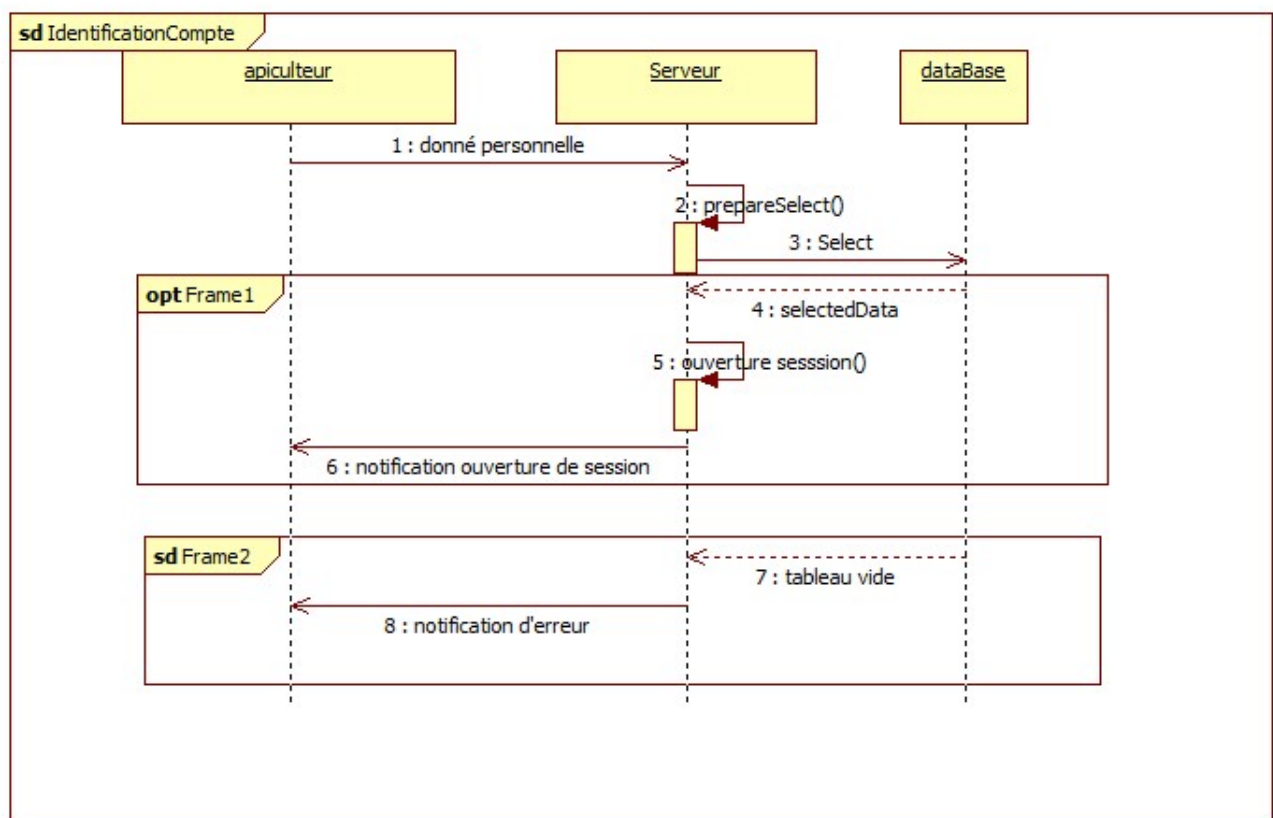 sd IdentificationCompte
apiculteur
Serveur
dataBase
1 : donné personnelle
2 : prepareSelect()
3 : Select
opt Frame1
4 : selectedData
5 : ouverture sesssion()
6 : notification ouverture de session
sd Frame2
7 : tableau vide
8 : notification d'erreur